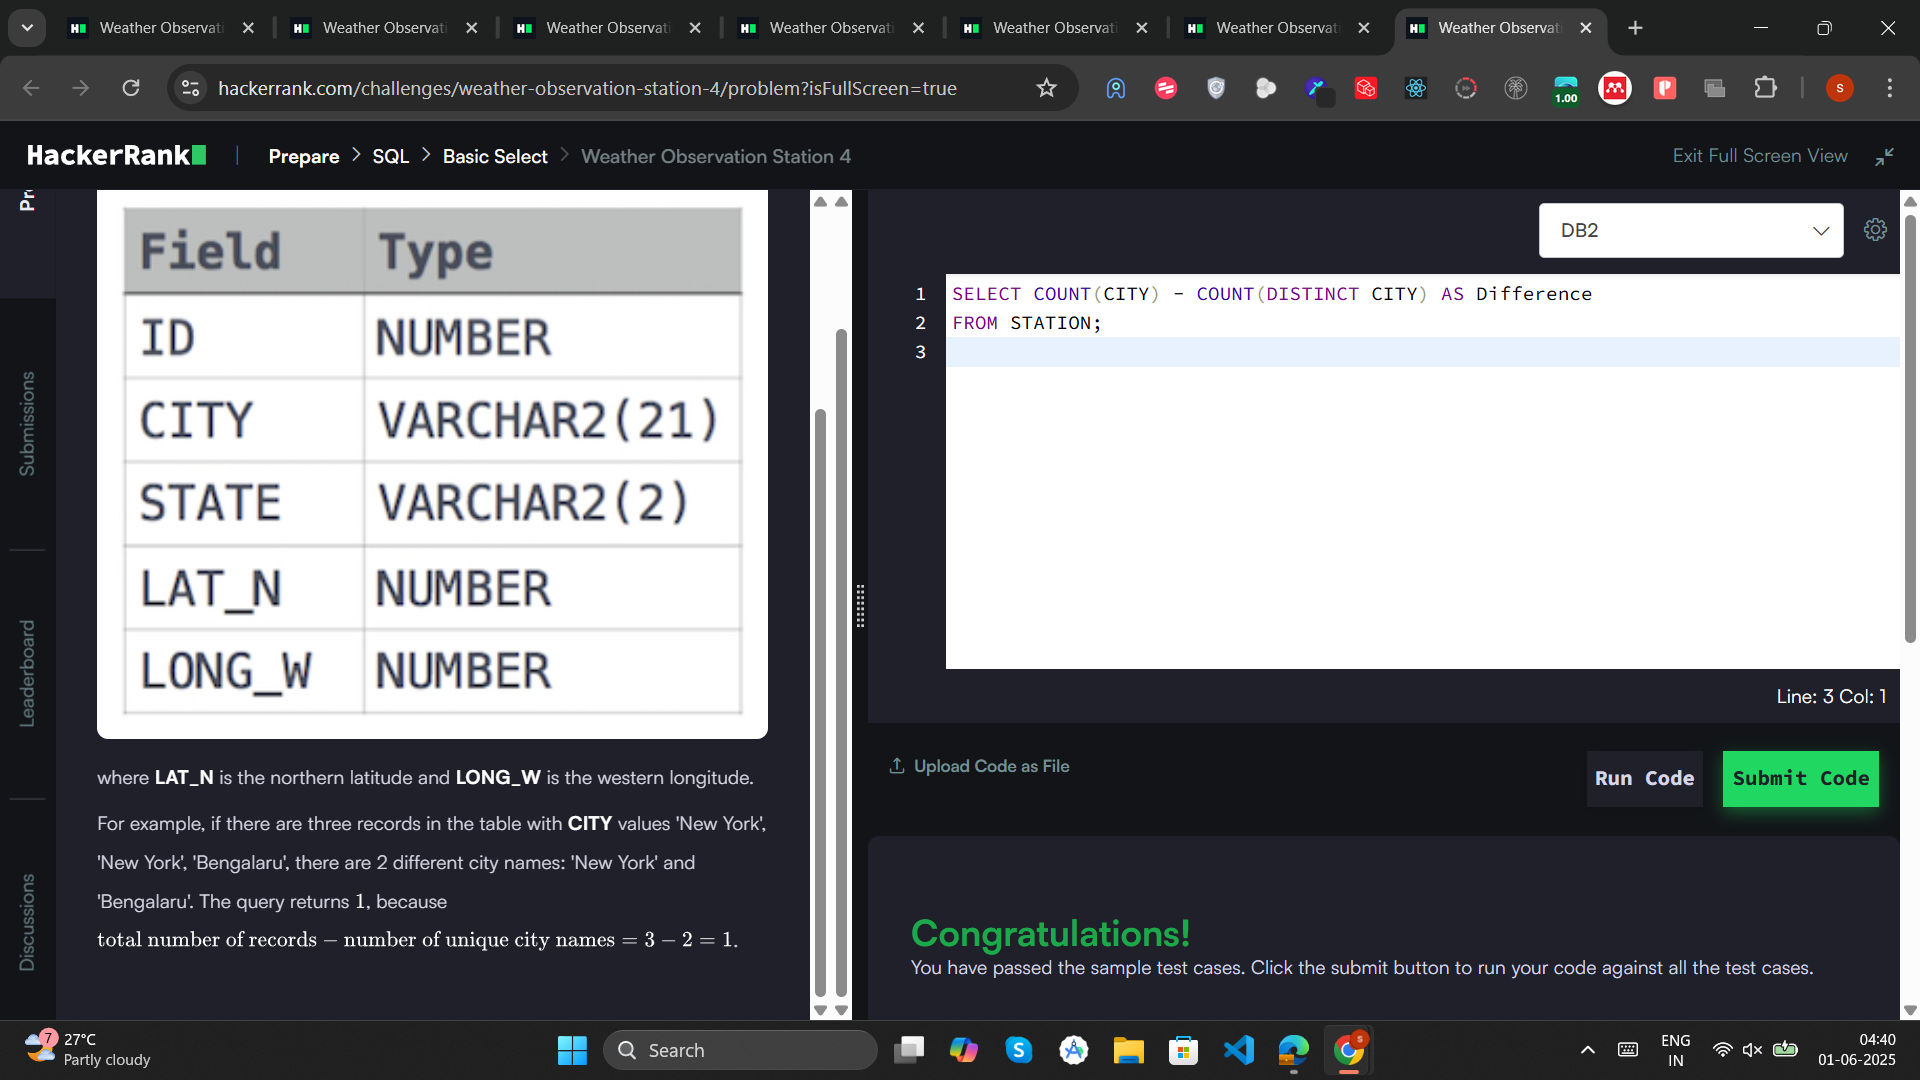 Weather Observati
Weather Observati
Weather Observati
Weather Observati
Weather Observati
Weather Observati
Weather Observati
hackerrank.com/challenges/weather-observation-station-4/problem?isFullScreen=true
1.00
S
HackerRank
Prepare > SQL > Basic Select > Weather Observation Station 4
Exit Full Screen View
Submissions
Leaderboard
Discussions
Field Type
ID NUMBER
CITY VARCHAR2(21)
STATE VARCHAR2(2)
LAT_N NUMBER
LONG_W NUMBER
where LAT_N is the northern latitude and LONG_W is the western longitude.
For example, if there are three records in the table with CITY values 'New York',
'New York', 'Bengalaru', there are 2 different city names: 'New York' and
'Bengalaru'. The query returns 1, because
total number of records − number of unique city names = 3 − 2 = 1.
DB2
1 SELECT COUNT(CITY) - COUNT(DISTINCT CITY) AS Difference
2 FROM STATION;
3
Line: 3 Col: 1
Upload Code as File
Run Code
Submit Code
Congratulations!
You have passed the sample test cases. Click the submit button to run your code against all the test cases.
7
27°C
Partly cloudy
Search
ENG
IN
04:40
01-06-2025